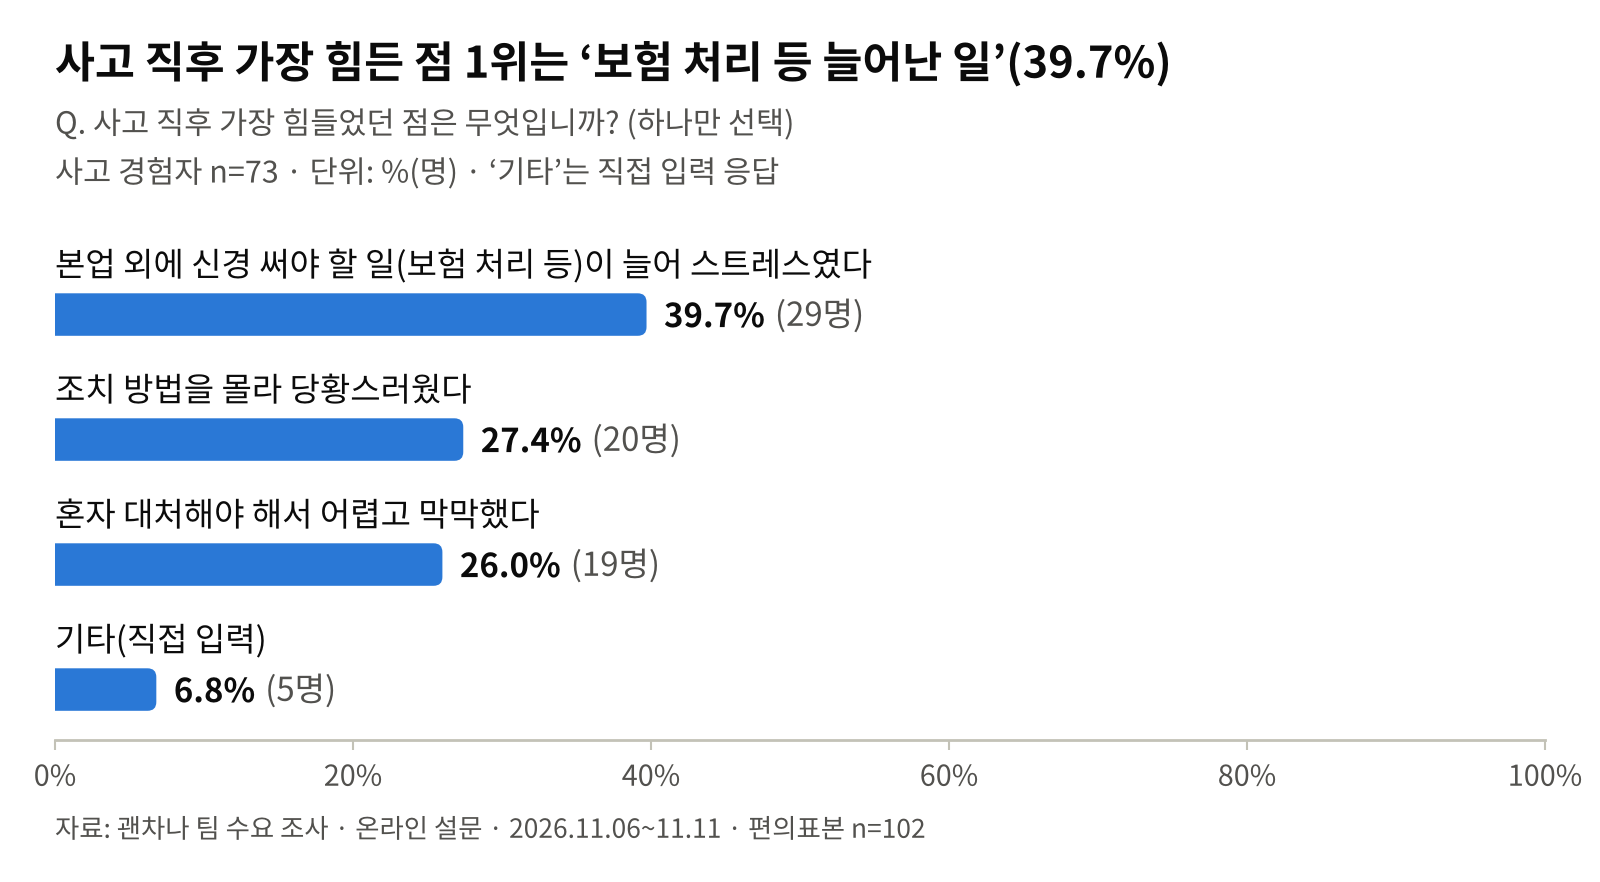 사고 직후 가장 힘든 점 1위는 ‘보험 처리 등 늘어난 일’(39.7%)
Q. 사고 직후 가장 힘들었던 점은 무엇입니까? (하나만 선택)
사고 경험자 n=73 · 단위: %(명) · ‘기타’는 직접 입력 응답
본업 외에 신경 써야 할 일(보험 처리 등)이 늘어 스트레스였다
39.7% (29명)
조치 방법을 몰라 당황스러웠다
27.4% (20명)
혼자 대처해야 해서 어렵고 막막했다
26.0% (19명)
기타(직접 입력)
6.8% (5명)
0% 20% 40% 60% 80% 100%
자료: 괜차나 팀 수요 조사 · 온라인 설문 · 2026.11.06~11.11 · 편의표본 n=102